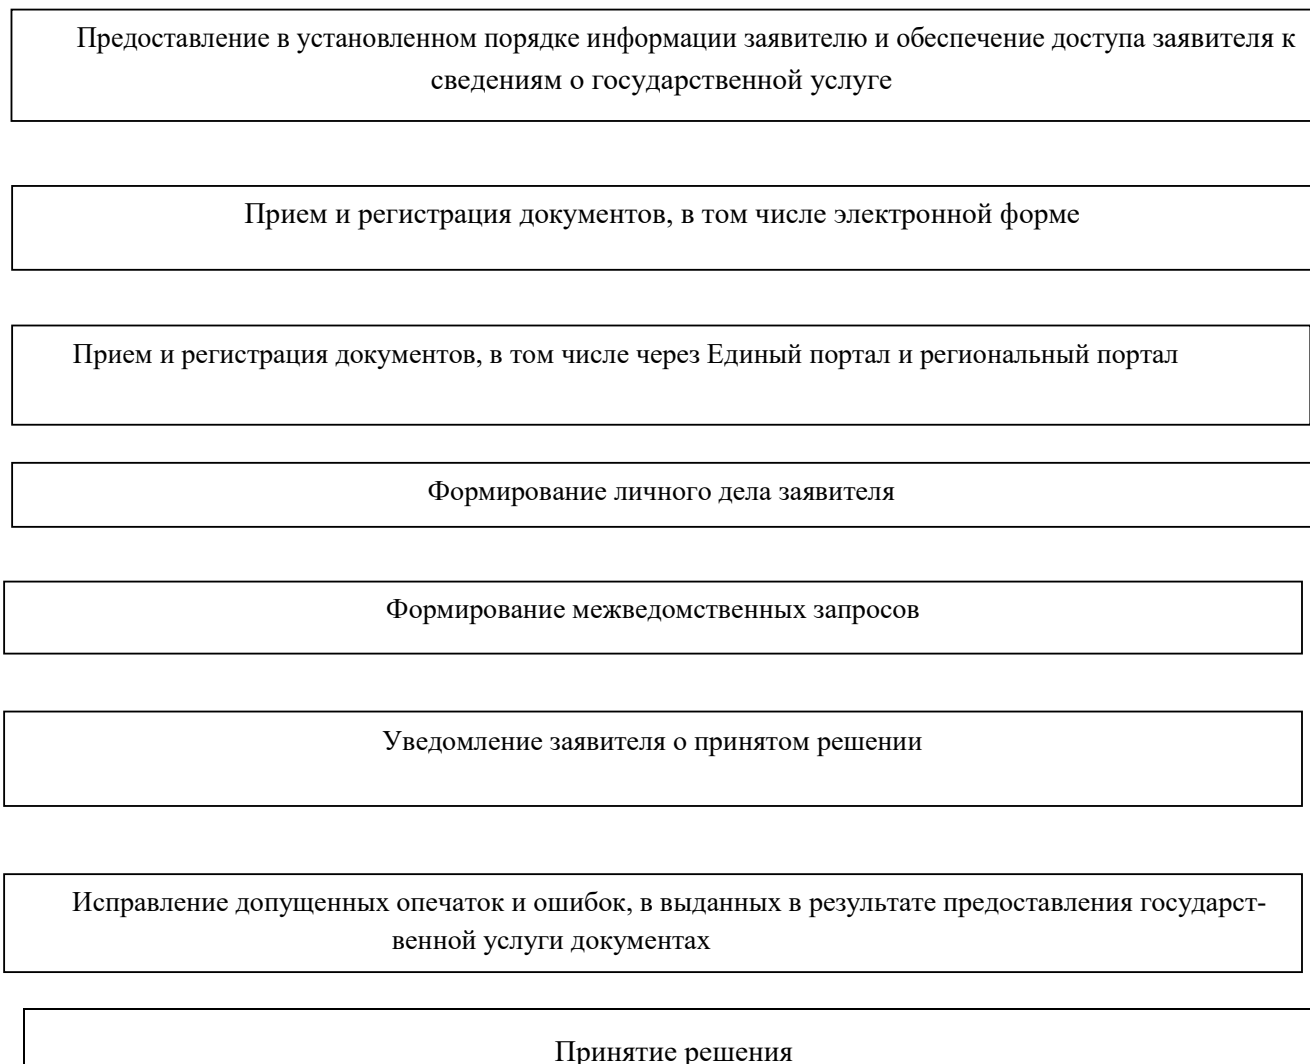 Предоставление в установленном порядке информации заявителю и обеспечение доступа заявителя к
сведениям о государственной услуге
Прием и регистрация документов, в том числе электронной форме
Прием и регистрация документов, в том числе через Единый портал и региональный портал
Формирование личного дела заявителя
Формирование межведомственных запросов
Уведомление заявителя о принятом решении
Исправление допущенных опечаток и ошибок, в выданных в результате предоставления государст-
венной услуги документах
Принятие решения